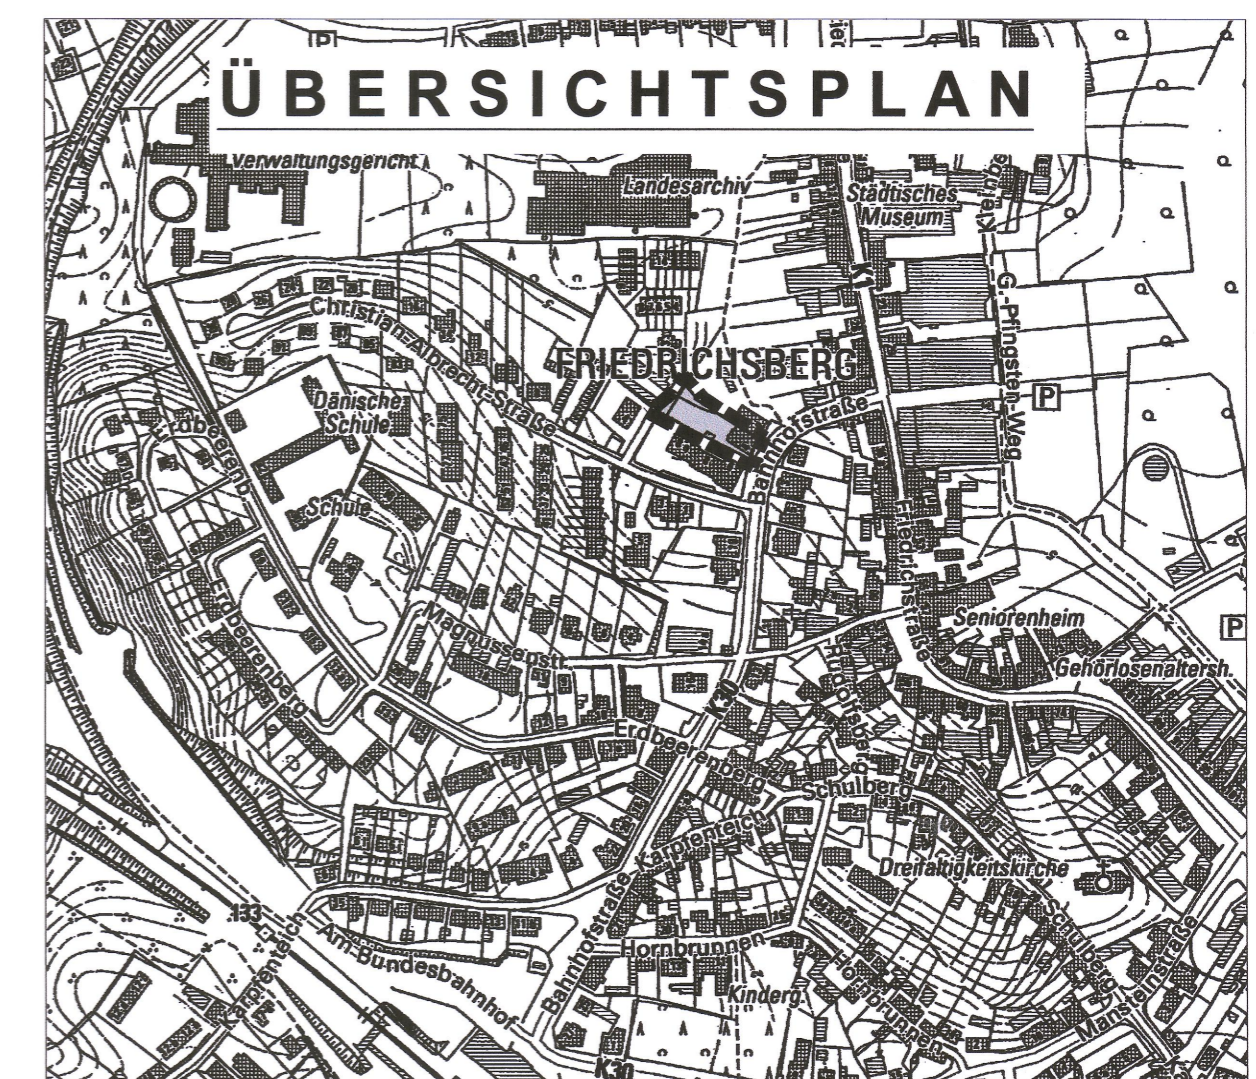 P
ÜBERSICHTSPLAN
Verwaltungsgericht
Landesarchiv
Städtisches
Museum
K1
G.-Pfingsten-Weg
Christian-Albrecht-Straße
FRIEDRICHSBERG
P
Dänische
Schule
Bahnhofstraße
Schule
Friedrichstraße
Magnussenstr.
Seniorenheim
P
Gehörlosenaltersh.
Erdbeerenberg
Rudolfsberg
K30
Erdbeerenberg
Schulberg
Karpfenteich
Dreifaltigkeitskirche
133
Am-Bundesbahnhof
Karpfenteich
Bahnhofstraße
Hornbrunnen
Schulberg
Hornbrunnen
Mansteinstraße
Kinderg.
K30